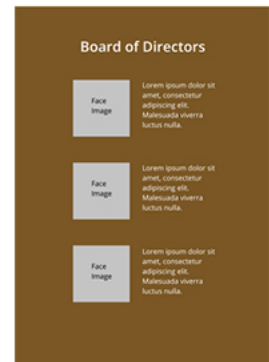 Board of Directors
Face
Image
Lorem ipsum dolor sit
amet, consectetur
adipiscing elit.
Malesuada viverra
luctus nulla.
Face
Image
Lorem ipsum dolor sit
amet, consectetur
adipiscing elit.
Malesuada viverra
luctus nulla.
Face
Image
Lorem ipsum dolor sit
amet, consectetur
adipiscing elit.
Malesuada viverra
luctus nulla.